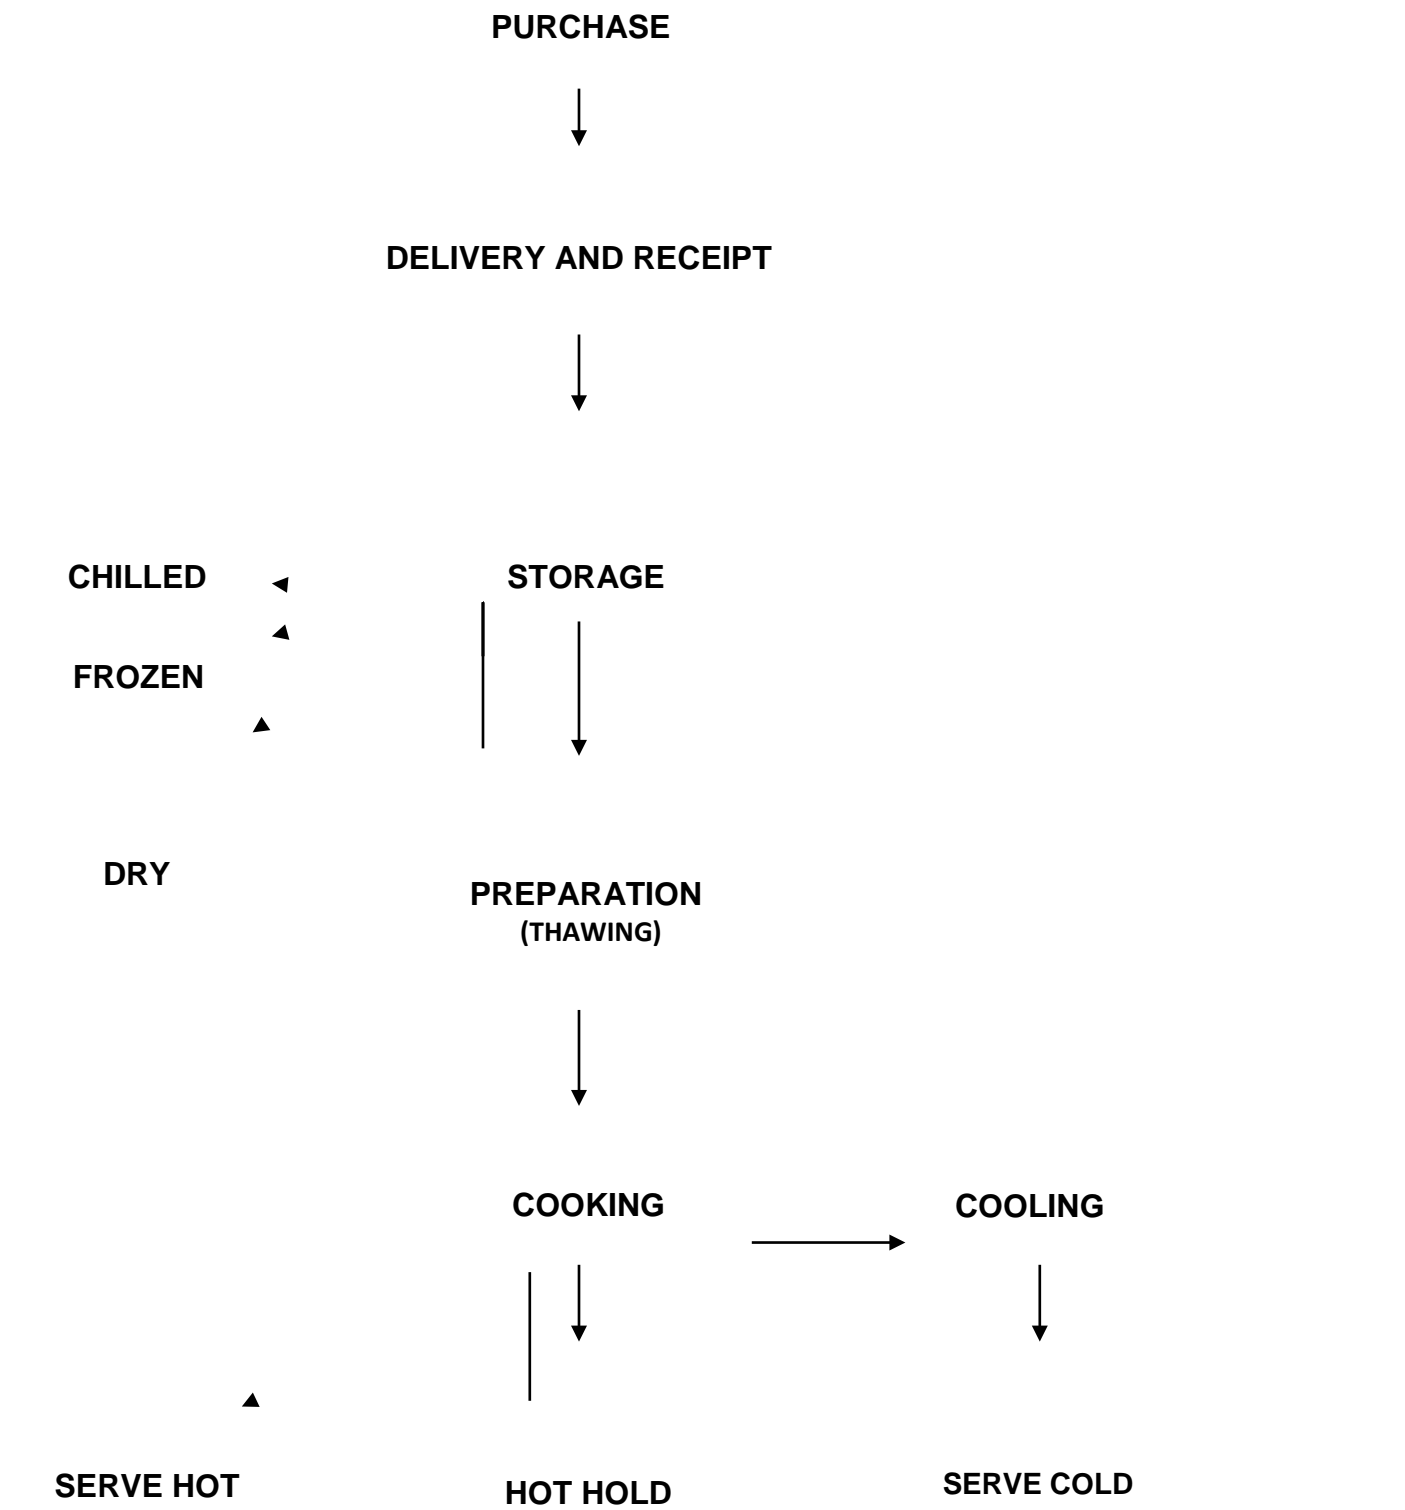 PURCHASE
DELIVERY AND RECEIPT
CHILLED
STORAGE
FROZEN
DRY
PREPARATION
(THAWING)
COOKING
COOLING
SERVE HOT
HOT HOLD
SERVE COLD